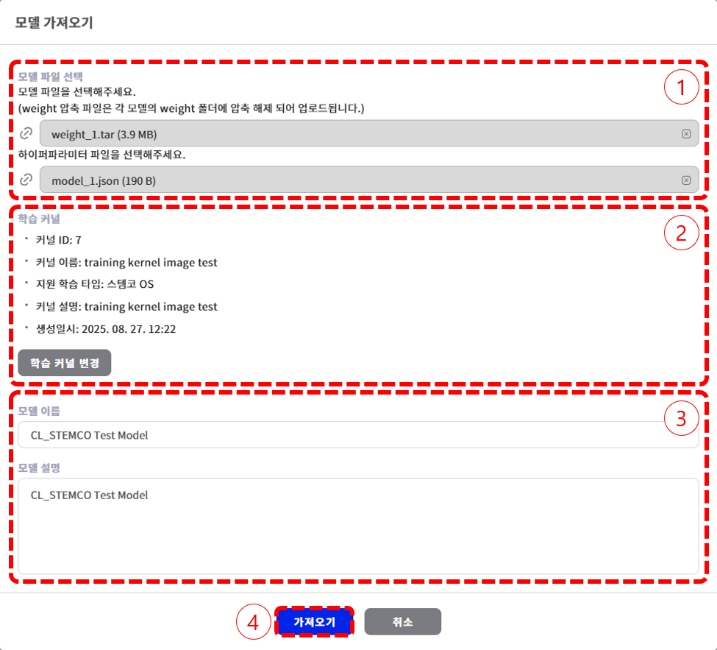 모델 가져오기
모델 파일 선택
①
모델 파일을 선택해주세요.
(weight 압축 파일은 각 모델의 weight 폴더에 압축 해제 되어 업로드됩니다.)
weight_1.tar (3.9 MB)
하이퍼파라미터 파일을 선택해주세요.
model_1.json (190 B)
학습 커널
②
· 커널 ID: 7
· 커널 이름: training kernel image test
· 지원 학습 타입: 스템코 OS
· 커널 설명: training kernel image test
· 생성일시: 2025. 08. 27. 12:22
학습 커널 변경
모델 이름
③
CL_STEMCO Test Model
모델 설명
CL_STEMCO Test Model
④ 가져오기 취소